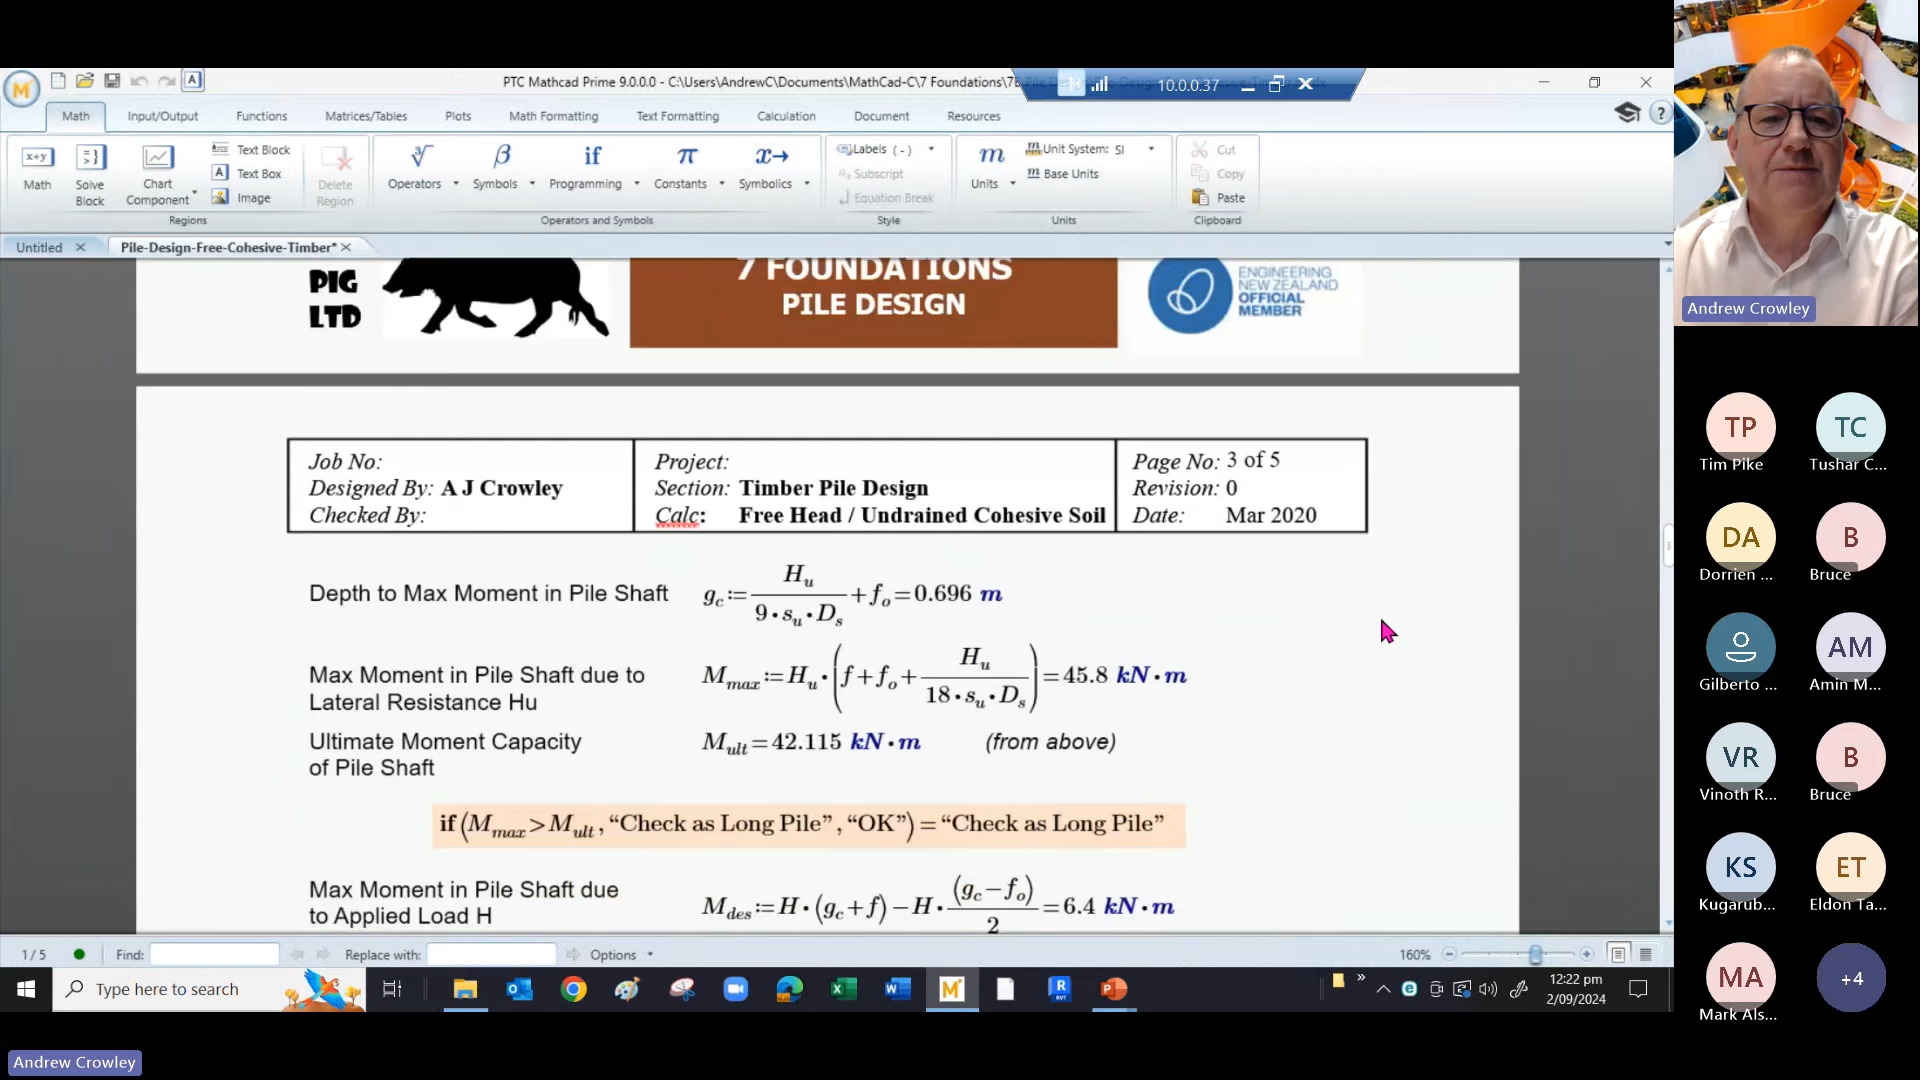 PTC Mathcad Prime 9.0.0.0 - C:\Users\AndrewC\Documents\MathCad-C\7 Foundations\7
10.0.0.37
Math
Input/Output
Functions
Matrices/Tables
Plots
Math Formatting
Text Formatting
Calculation
Document
Resources
Math
Solve Block
Chart Component
Text Block
Text Box
Image
Delete Region
Operators
Symbols
Programming
Constants
Symbolics
Labels ( - )
Subscript
Equation Break
Units
Unit System: SI
Base Units
Cut
Copy
Paste
Regions
Operators and Symbols
Style
Units
Clipboard
Untitled
Pile-Design-Free-Cohesive-Timber*
PIG
LTD
7 FOUNDATIONS
PILE DESIGN
ENGINEERING
NEW ZEALAND
OFFICIAL
MEMBER
Job No:
Designed By: A J Crowley
Checked By:
Project:
Section: Timber Pile Design
Calc: Free Head / Undrained Cohesive Soil
Page No: 3 of 5
Revision: 0
Date: Mar 2020
Depth to Max Moment in Pile Shaft g_c := H_u / (9•s_u•D_s) + f_o = 0.696 m
Max Moment in Pile Shaft due to
Lateral Resistance Hu
M_max := H_u • (f + f_o + H_u / (18•s_u•D_s)) = 45.8 kN•m
Ultimate Moment Capacity
of Pile Shaft
M_ult = 42.115 kN•m (from above)
if (M_max > M_ult, “Check as Long Pile”, “OK”) = “Check as Long Pile”
Max Moment in Pile Shaft due
to Applied Load H
M_des := H • (g_c + f) − H • (g_c − f_o) / 2 = 6.4 kN•m
1 / 5
Find:
Replace with:
Options
160%
Type here to search
12:22 pm
2/09/2024
Andrew Crowley
TP
Tim Pike
TC
Tushar C...
DA
Dorrien ...
B
Bruce
Gilberto ...
AM
Amin M...
VR
Vinoth R...
B
Bruce
KS
Kugarub...
ET
Eldon Ta...
MA
Mark Als...
+4
Andrew Crowley